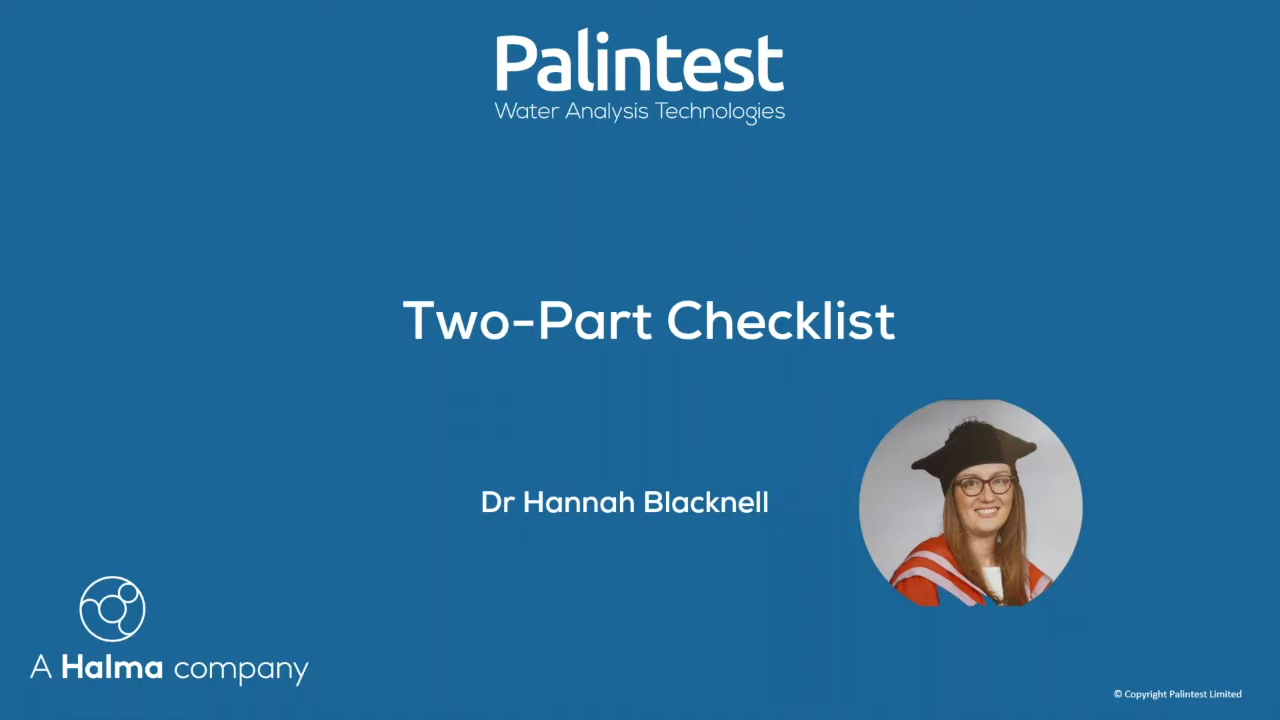 Palintest
Water Analysis Technologies
Two-Part Checklist
Dr Hannah Blacknell
A Halma company
© Copyright Palintest Limited